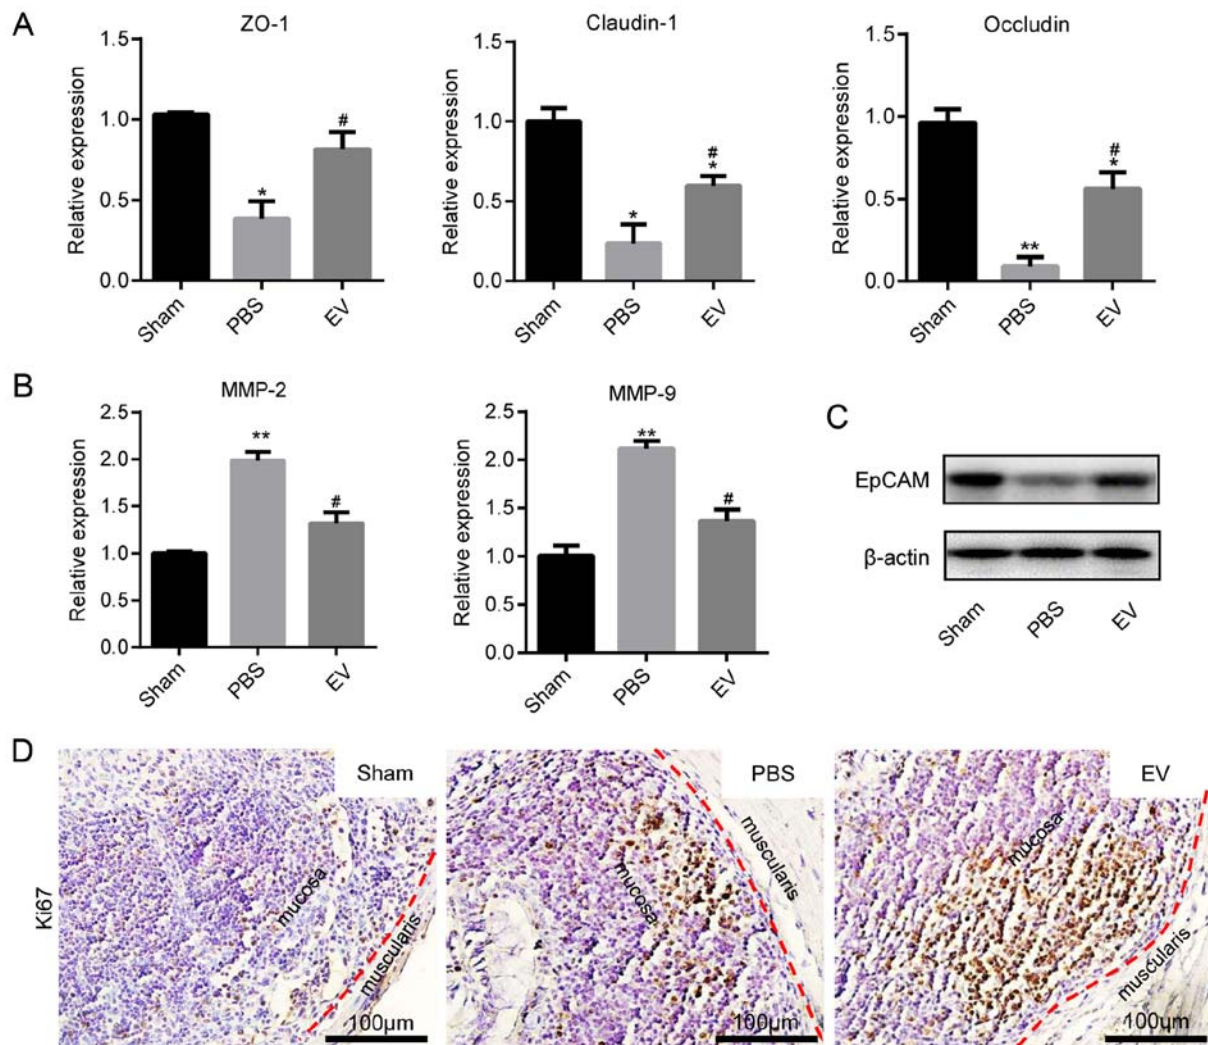 A
ZO-1
Claudin-1
Occludin
Relative expression
1.5
1.0
0.5
0.0
*
#
Sham
PBS
EV
Relative expression
1.5
1.0
0.5
0.0
*
#
*
Sham
PBS
EV
Relative expression
1.5
1.0
0.5
0.0
**
#
*
Sham
PBS
EV
B
MMP-2
Relative expression
2.5
2.0
1.5
1.0
0.5
0.0
**
#
Sham
PBS
EV
MMP-9
Relative expression
2.5
2.0
1.5
1.0
0.5
0.0
**
#
Sham
PBS
EV
C
EpCAM
β-actin
Sham
PBS
EV
D
Ki67
Sham
mucosa
muscularis
100μm
PBS
mucosa
muscularis
100μm
EV
mucosa
muscularis
100μm